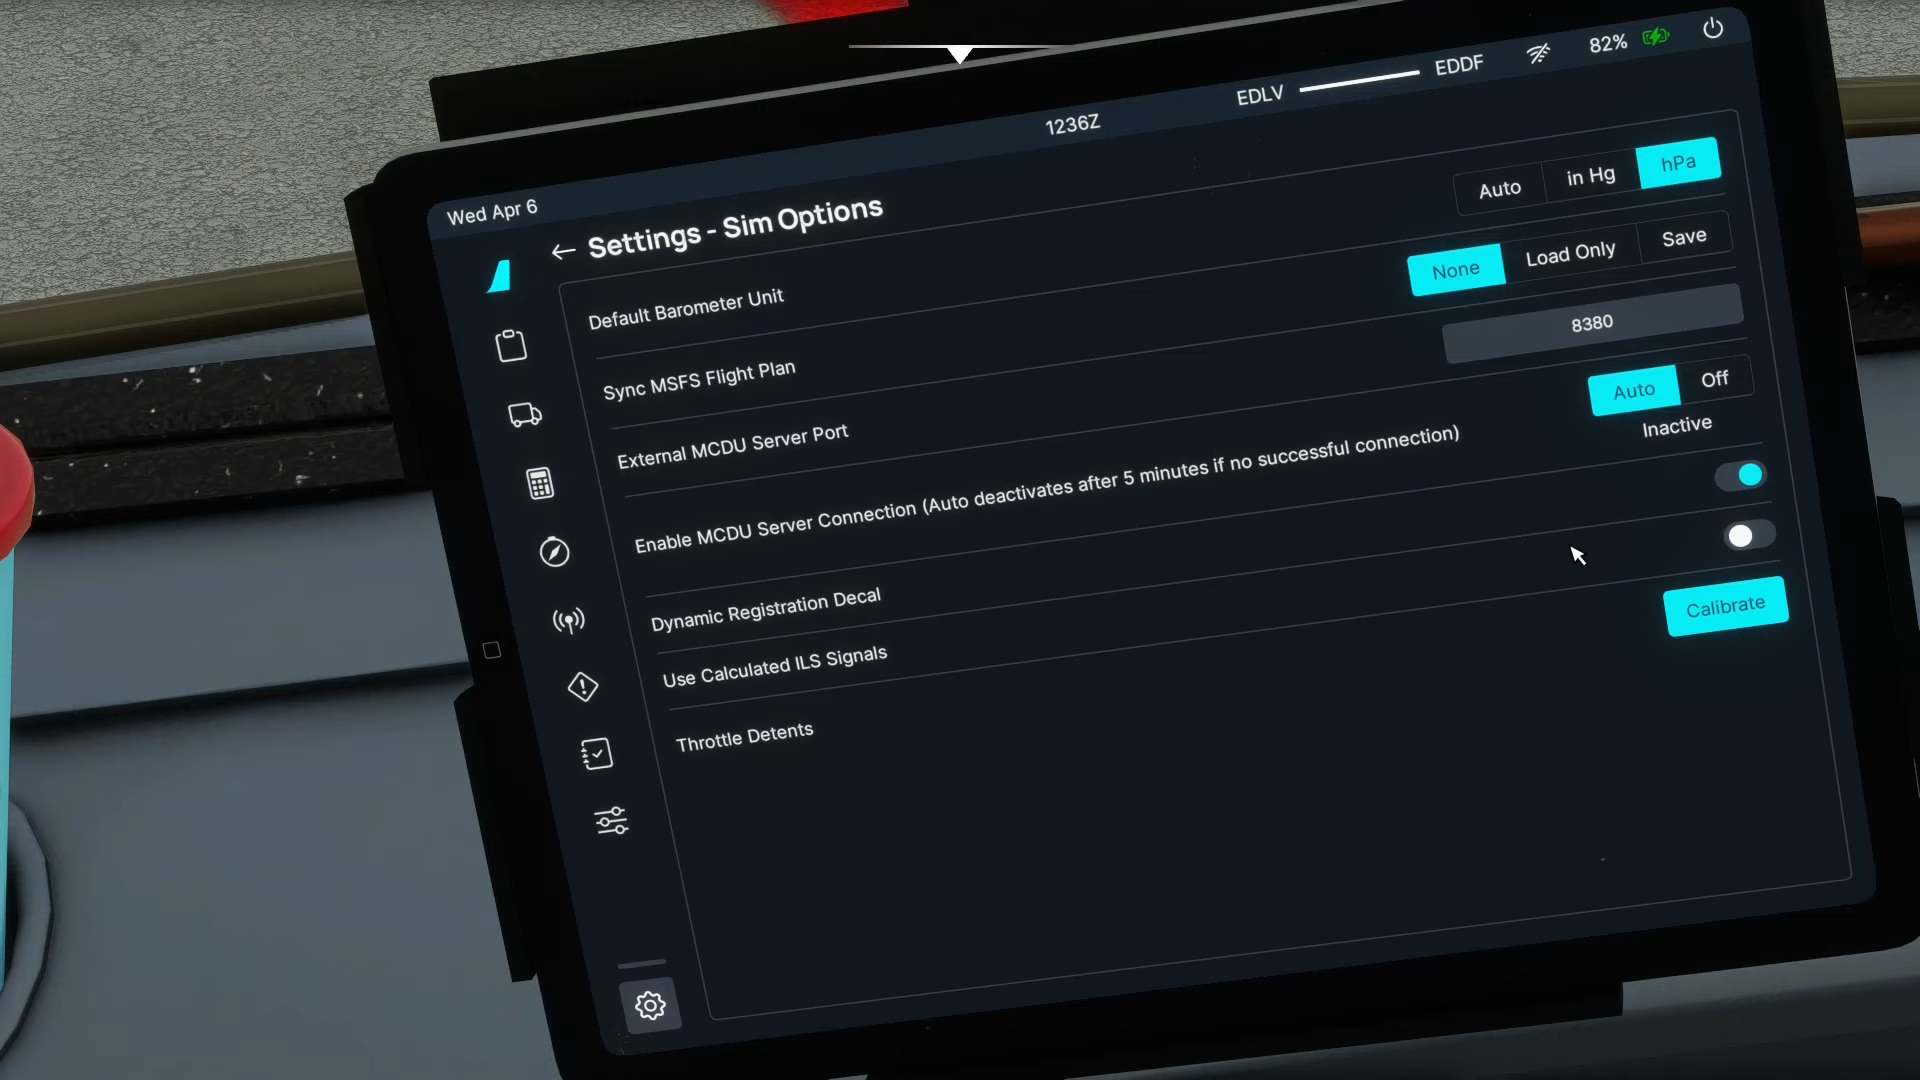 Wed Apr 6
1236Z
EDLV
EDDF
82%
Settings - Sim Options
Default Barometer Unit
Auto
in Hg
hPa
Sync MSFS Flight Plan
None
Load Only
Save
External MCDU Server Port
8380
Enable MCDU Server Connection (Auto deactivates after 5 minutes if no successful connection)
Auto
Off
Inactive
Dynamic Registration Decal
Use Calculated ILS Signals
Throttle Detents
Calibrate